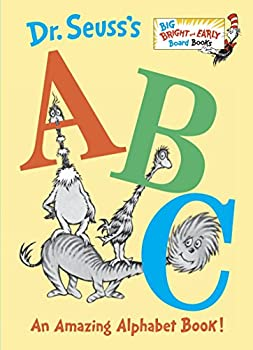 Dr. Seuss's
BIG
BRIGHT and EARLY
Board Books
A
B
C
An Amazing Alphabet Book!